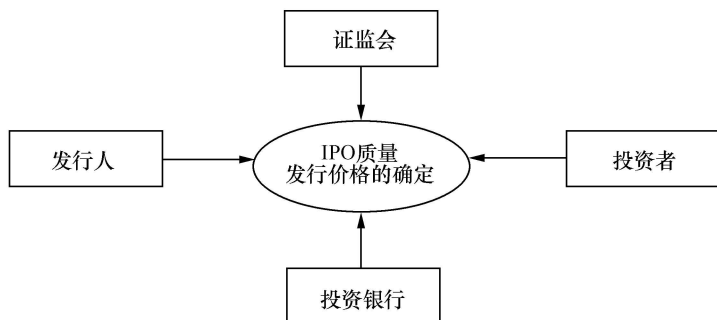 证监会
发行人
IPO质量
发行价格的确定
投资者
投资银行